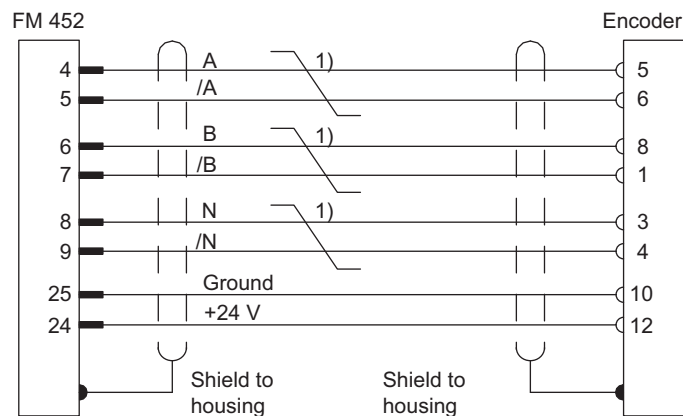 FM 452 Encoder
4 A 1) 5
5 /A 6
6 B 1) 8
7 /B 1
8 N 1) 3
9 /N 4
25 Ground 10
24 +24 V 12
Shield to Shield to
housing housing